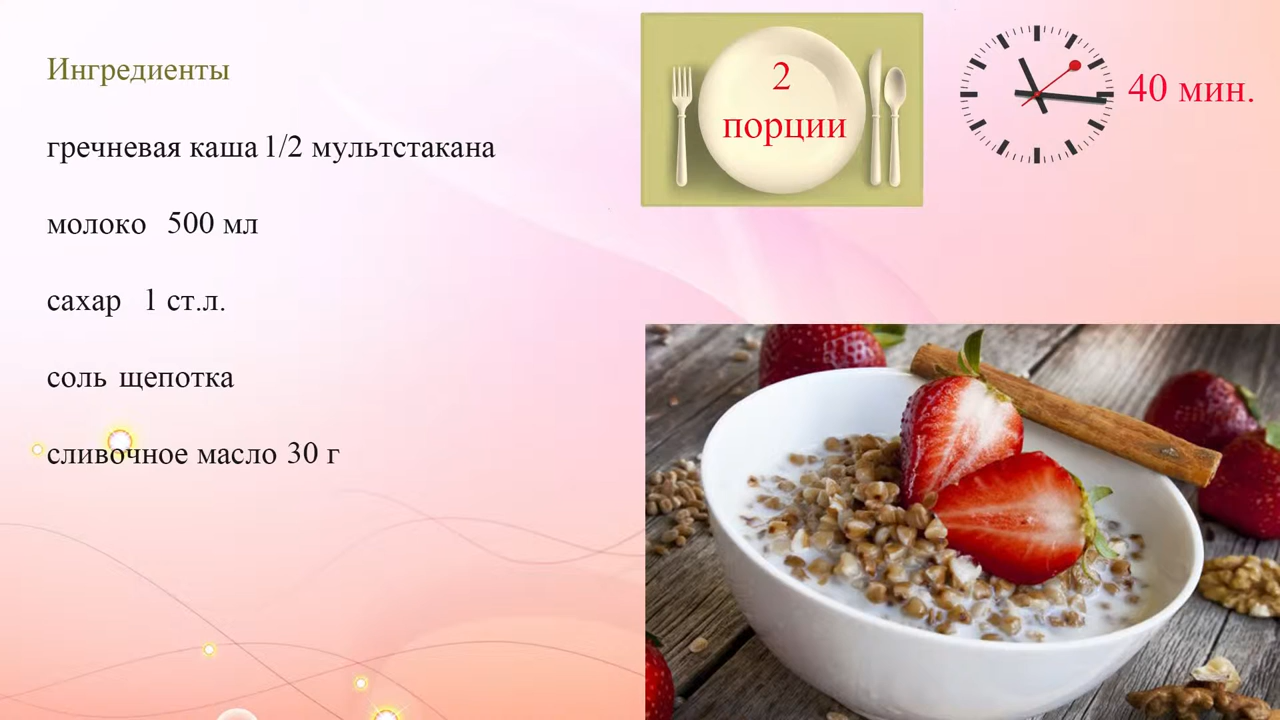 Ингредиенты
гречневая каша 1/2 мультстакана
молоко 500 мл
сахар 1 ст.л.
соль щепотка
сливочное масло 30 г
2
порции
40 мин.